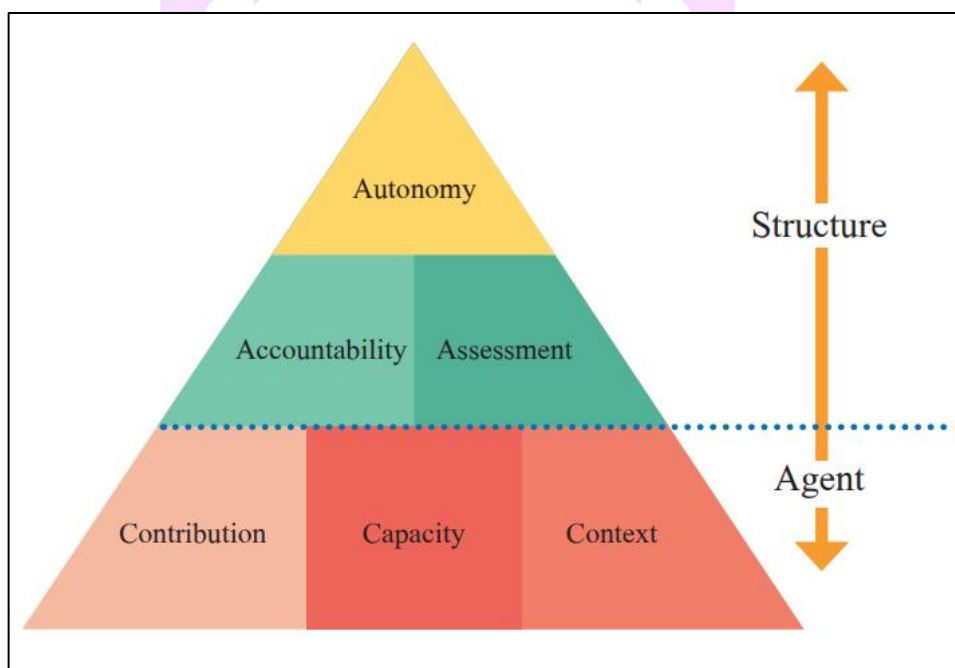 Autonomy
Structure
Accountability
Assessment
Agent
Contribution
Capacity
Context